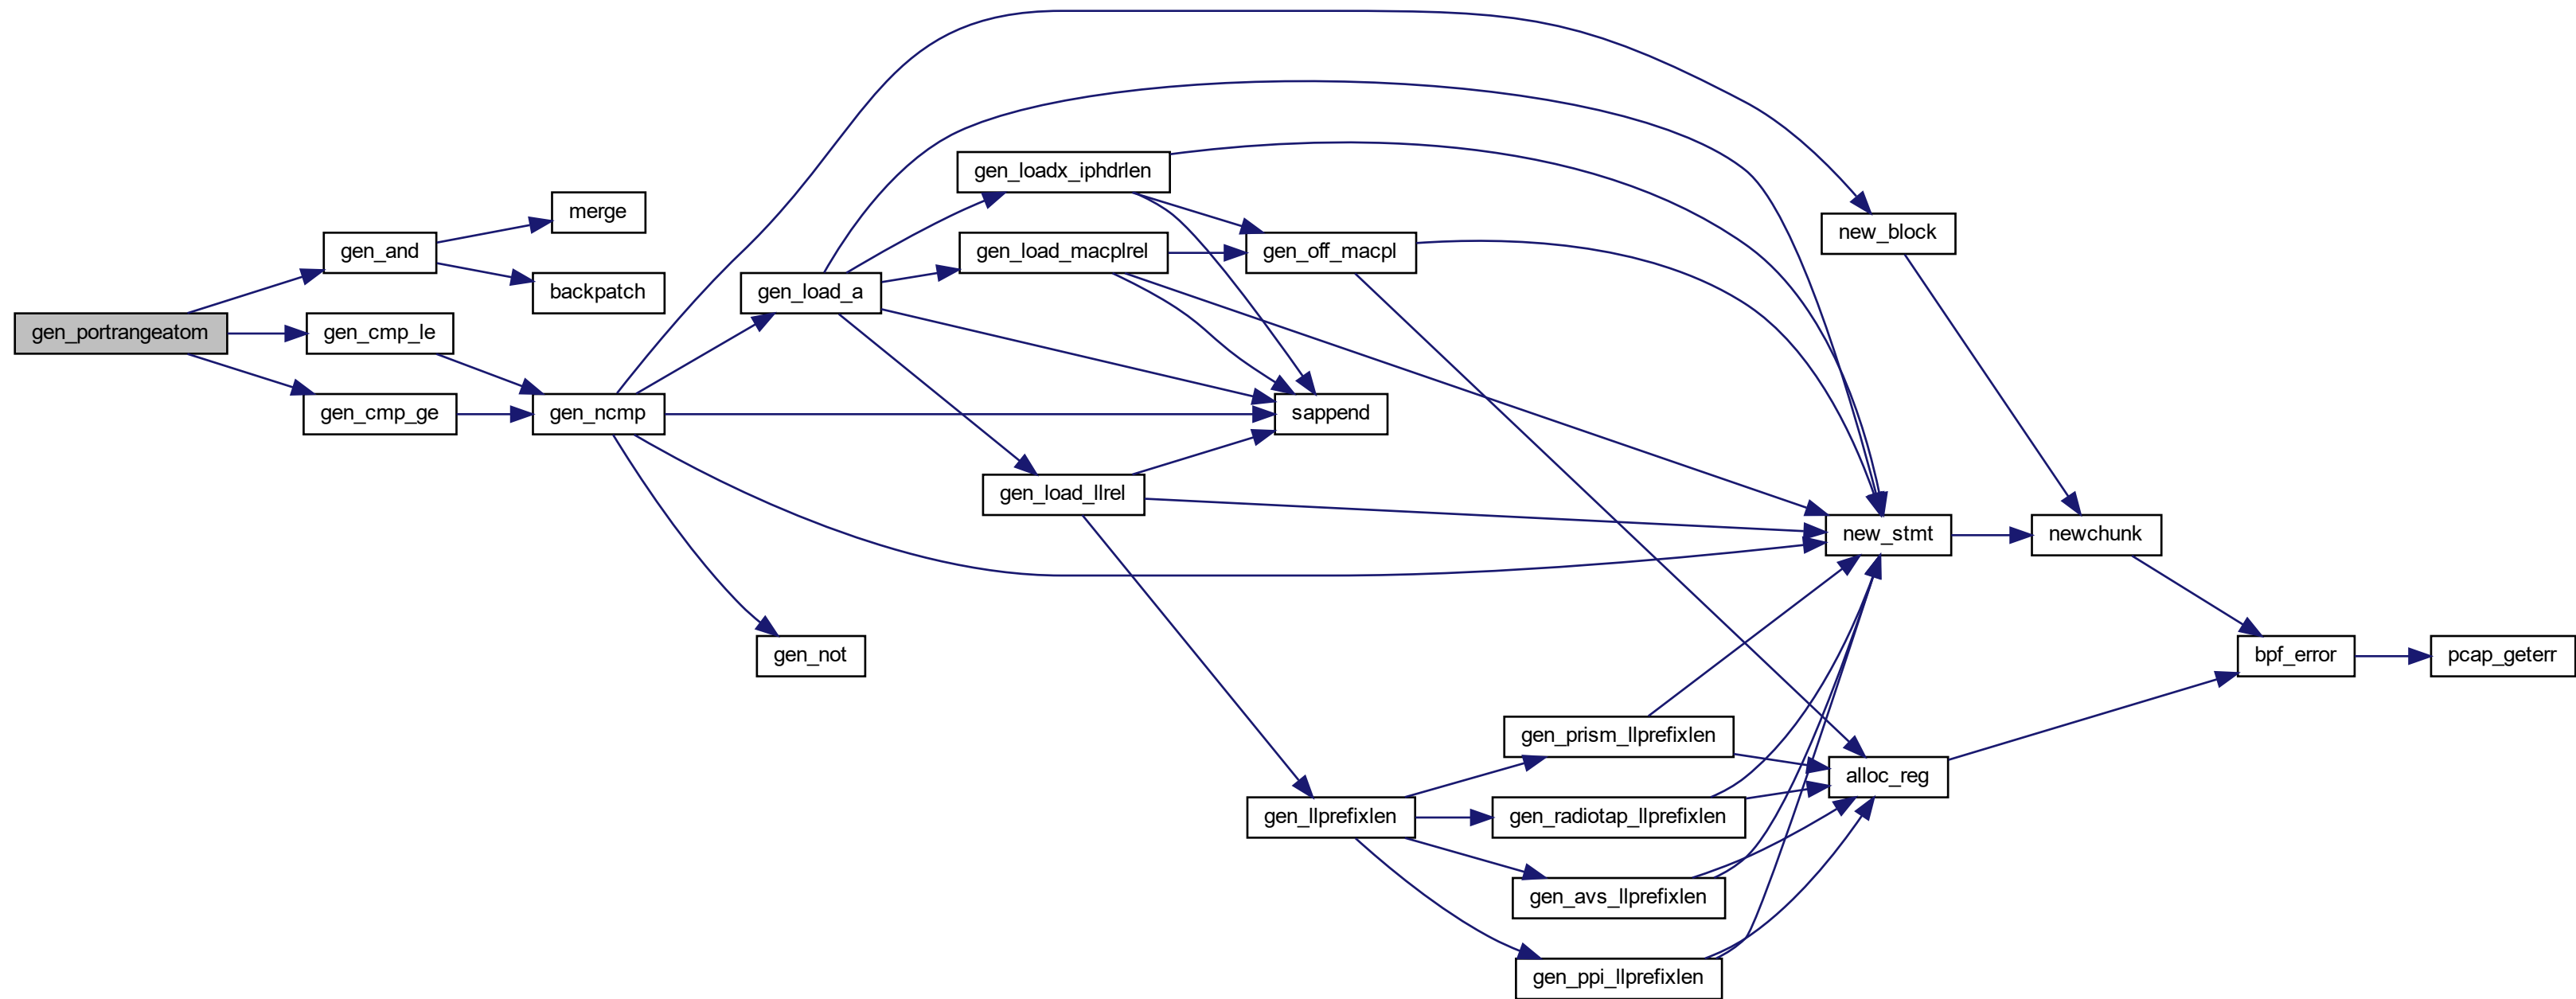 gen_portrangeatom
gen_and
merge
backpatch
gen_cmp_le
gen_cmp_ge
gen_ncmp
gen_load_a
gen_loadx_iphdrlen
gen_load_macplrel
gen_off_macpl
sappend
gen_load_llrel
gen_not
gen_llprefixlen
gen_prism_llprefixlen
gen_radiotap_llprefixlen
gen_avs_llprefixlen
gen_ppi_llprefixlen
new_block
new_stmt
alloc_reg
newchunk
bpf_error
pcap_geterr